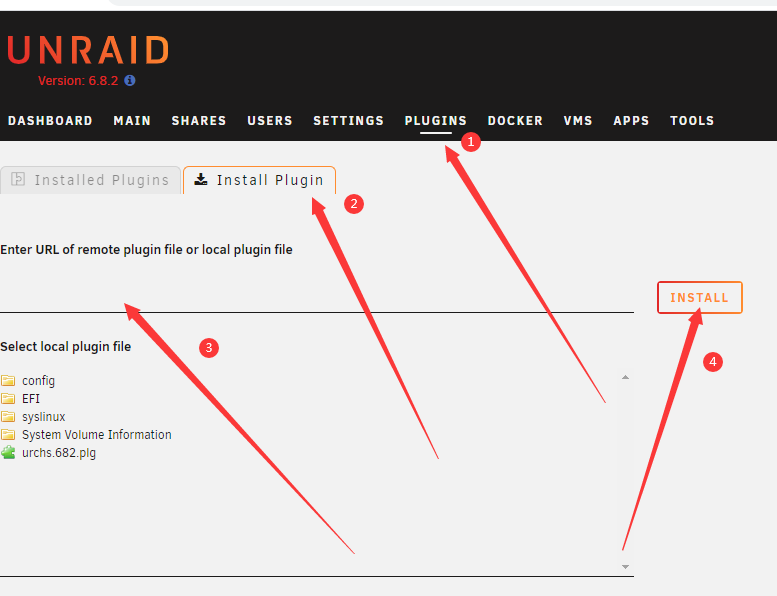 UNRAID
Version: 6.8.2
DASHBOARD MAIN SHARES USERS SETTINGS PLUGINS DOCKER VMS APPS TOOLS
1
Installed Plugins Install Plugin
2
Enter URL of remote plugin file or local plugin file
INSTALL
Select local plugin file
3
4
config
EFI
syslinux
System Volume Information
urchs.682.plg